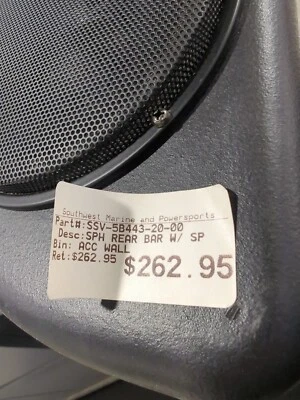 Southwest Marine and Powersports
Part#:SSV-5B443-20-00
Desc:SPH REAR BAR W/ SP
Bin: ACC WALL
Ret:$262.95 $262.95